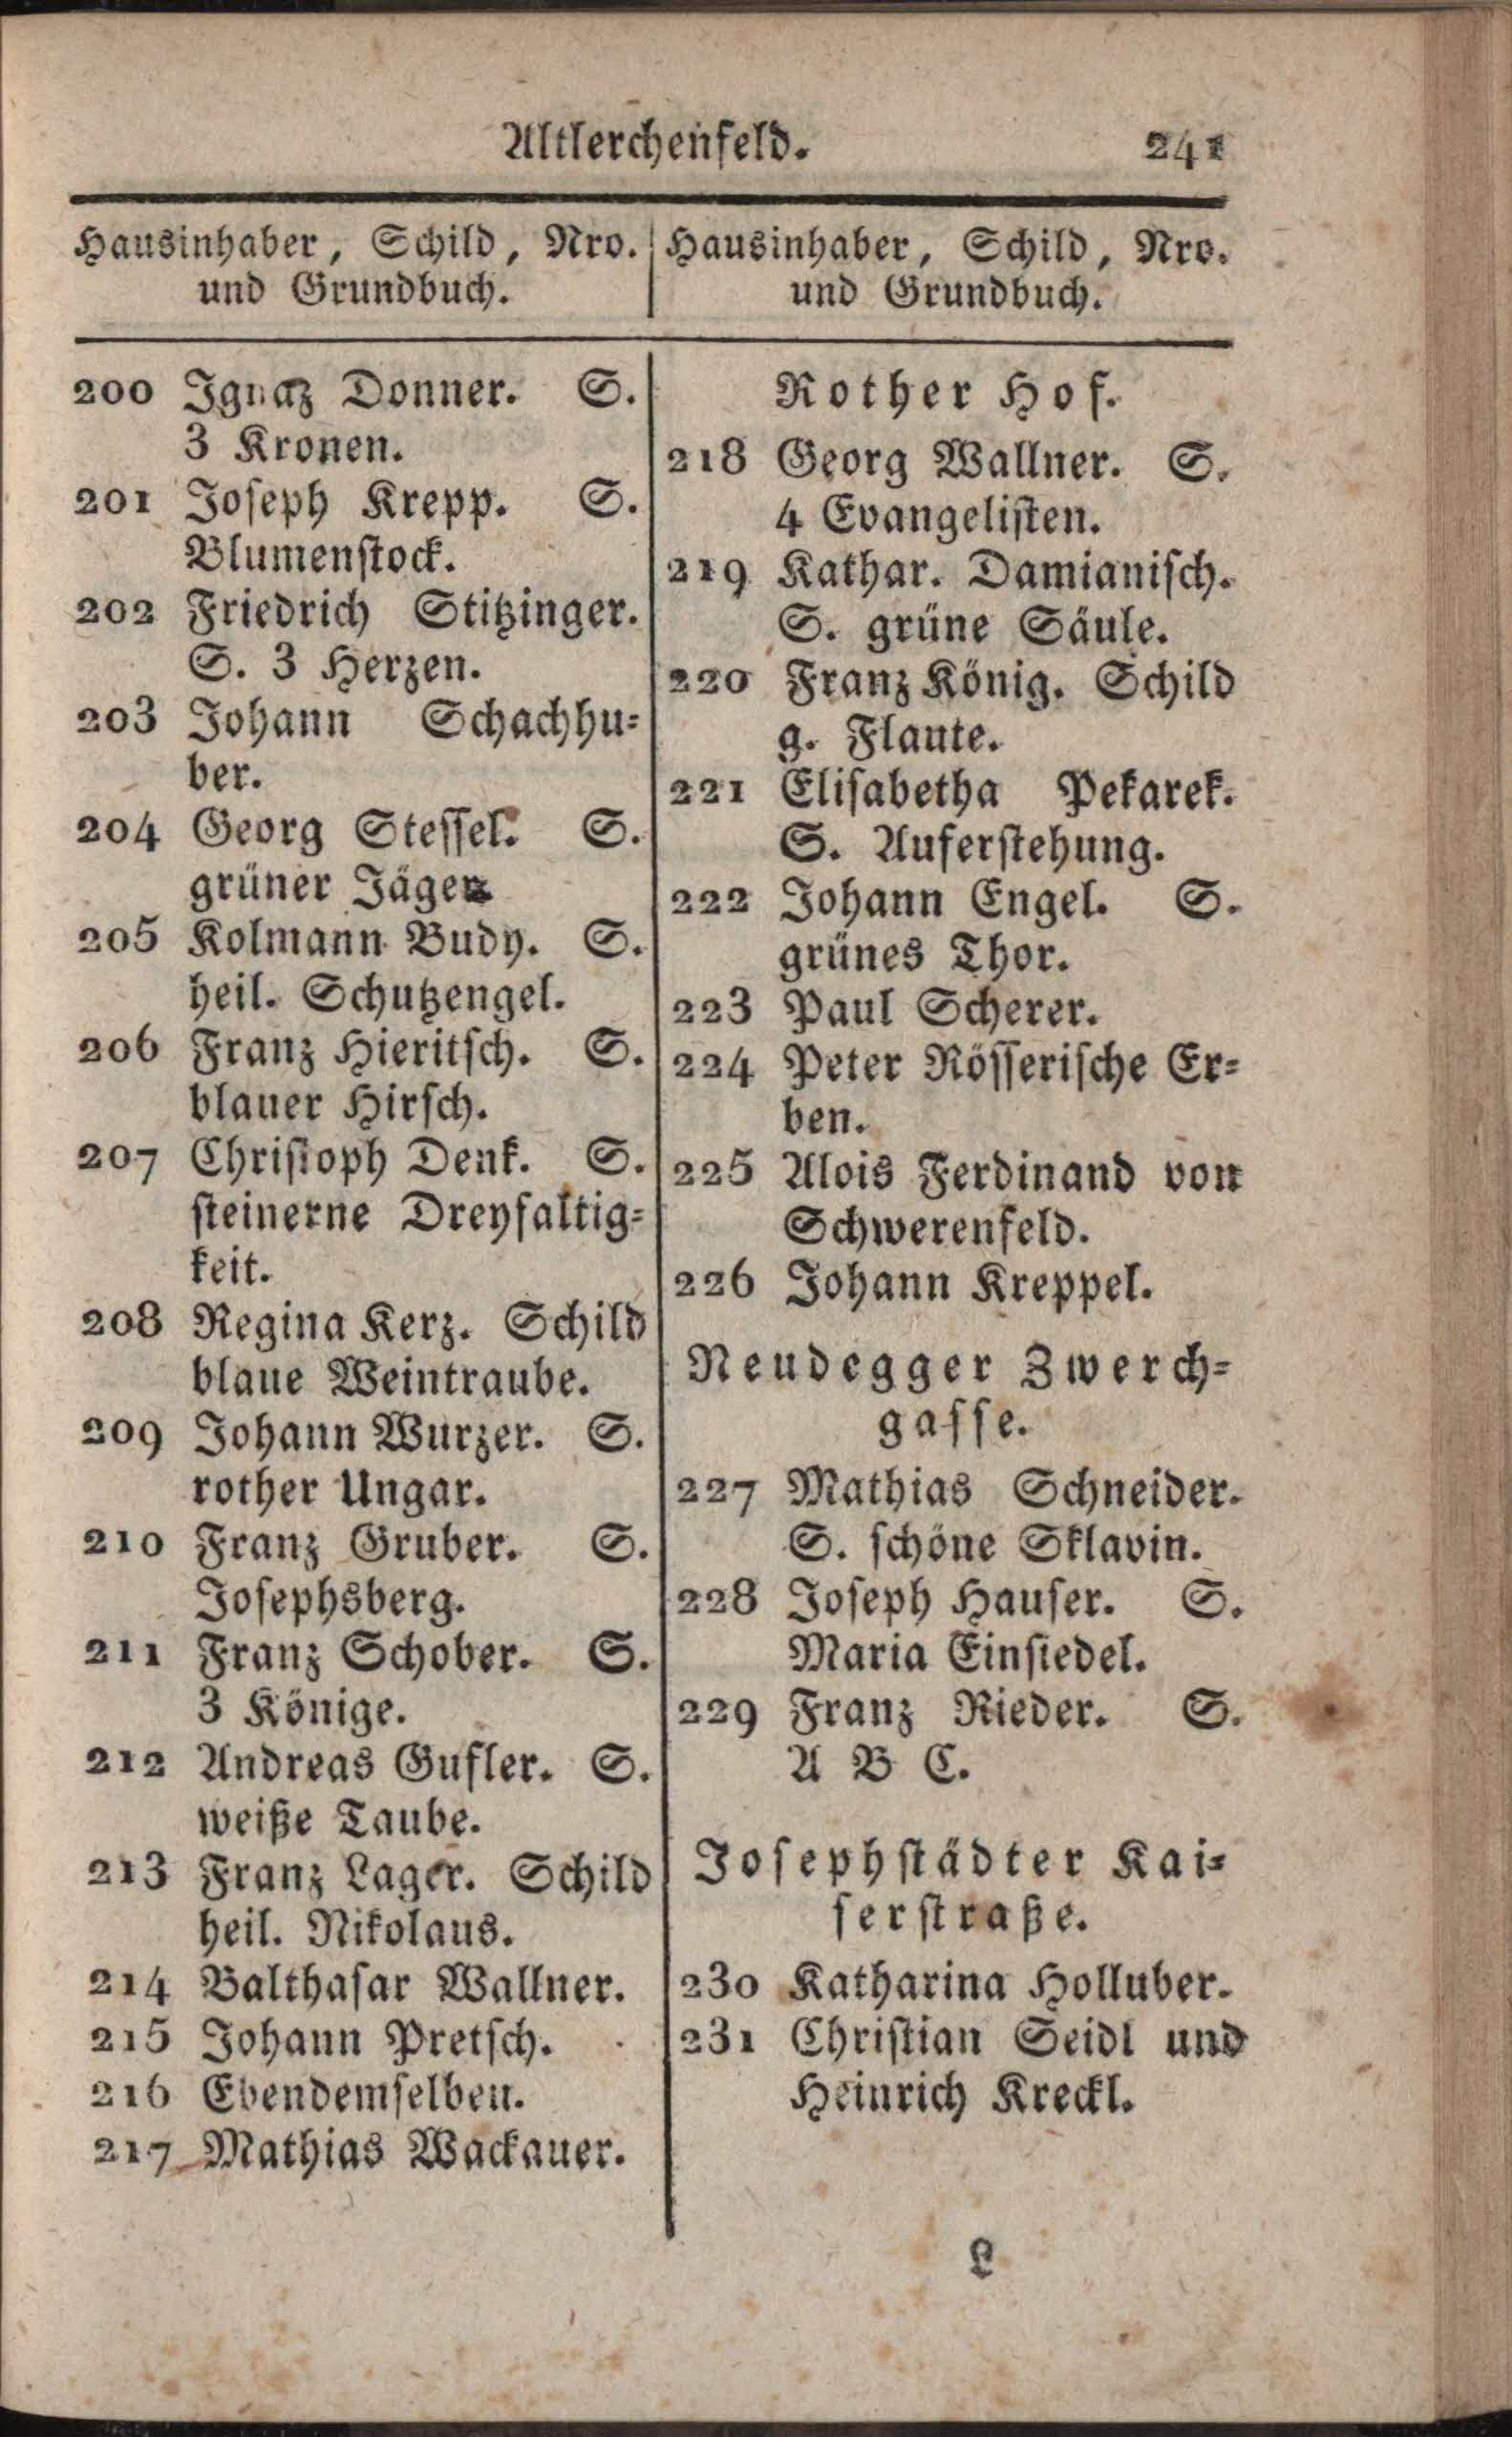 Altlerchenfeld. 241
Hausinhaber, Schild, Nro.
und Grundbuch.
200 Ignaz Donner. S.
3 Kronen.
201 Joseph Krepp. S.
Blumenstock.
202 Friedrich Stitzinger.
S. 3 Herzen.
203 Johann Schachhu-
ber.
204 Georg Stessel. S.
grüner Jäger
205 Kolmann Budy. S.
heil. Schutzengel.
206 Franz Hieritsch. S.
blauer Hirsch.
207 Christoph Denk. S.
steinerne Dreyfaltig-
keit.
208 Regina Kerz. Schild
blaue Weintraube.
209 Johann Wurzer. S.
rother Ungar.
210 Franz Gruber. S.
Josephsberg.
211 Franz Schober. S.
3 Könige.
212 Andreas Gufler. S.
weiße Taube.
213 Franz Lager. Schild
heil. Nikolaus.
214 Balthasar Wallner.
215 Johann Pretsch.
216 Ebendemselben.
217 Mathias Wackauer.
Hausinhaber, Schild, Nro.
und Grundbuch.
Rother Hof.
218 Georg Wallner. S.
4 Evangelisten.
219 Kathar. Damianisch.
S. grüne Säule.
220 Franz König. Schild
g. Flaute.
221 Elisabetha Pekarek.
S. Auferstehung.
222 Johann Engel. S.
grünes Thor.
223 Paul Scherer.
224 Peter Rösserische Er-
ben.
225 Alois Ferdinand von
Schwerenfeld.
226 Johann Kreppel.
Neudegger Zwerch-
gasse.
227 Mathias Schneider.
S. schöne Sklavin.
228 Joseph Hauser. S.
Maria Einsiedel.
229 Franz Rieder. S.
A B C.
Josephstädter Kai-
serstraße.
230 Katharina Holluber.
231 Christian Seidl und
Heinrich Kreckl.
L